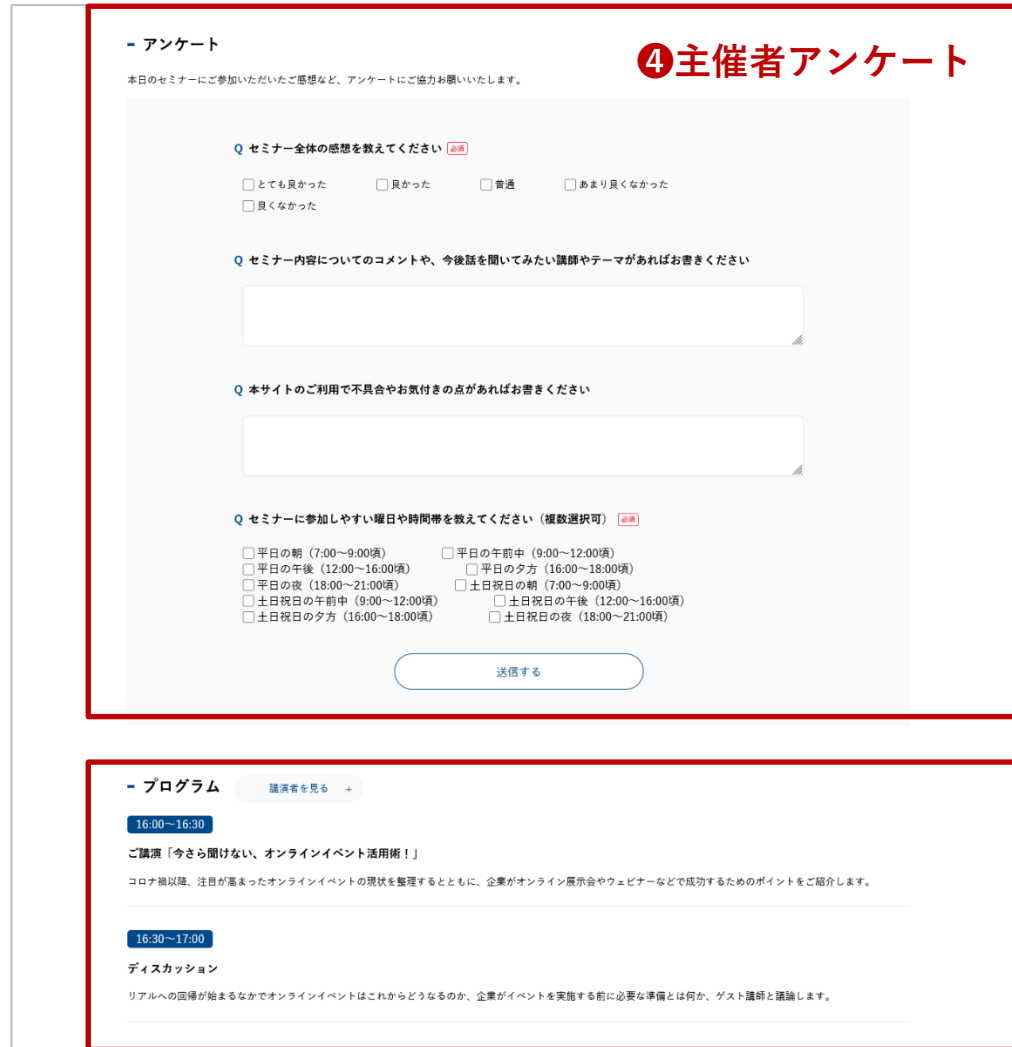 - アンケート
❹主催者アンケート
本日のセミナーにご参加いただいたご感想など、アンケートにご協力お願いいたします。
Q セミナー全体の感想を教えてください 必須
とても良かった 良かった 普通 あまり良くなかった
良くなかった
Q セミナー内容についてのコメントや、今後話を聞いてみたい講師やテーマがあればお書きください
Q 本サイトのご利用で不具合やお気付きの点があればお書きください
Q セミナーに参加しやすい曜日や時間帯を教えてください（複数選択可） 必須
平日の朝（7:00～9:00頃） 平日の午前中（9:00～12:00頃）
平日の午後（12:00～16:00頃） 平日の夕方（16:00～18:00頃）
平日の夜（18:00～21:00頃） 土日祝日の朝（7:00～9:00頃）
土日祝日の午前中（9:00～12:00頃） 土日祝日の午後（12:00～16:00頃）
土日祝日の夕方（16:00～18:00頃） 土日祝日の夜（18:00～21:00頃）
送信する
- プログラム 講演者を見る +
16:00～16:30
ご講演「今さら聞けない、オンラインイベント活用術！」
コロナ禍以降、注目が高まったオンラインイベントの現状を整理するとともに、企業がオンライン展示会やウェビナーなどで成功するためのポイントをご紹介します。
16:30～17:00
ディスカッション
リアルへの回帰が始まるなかでオンラインイベントはこれからどうなるのか、企業がイベントを実施する前に必要な準備とは何か、ゲスト講師と議論します。